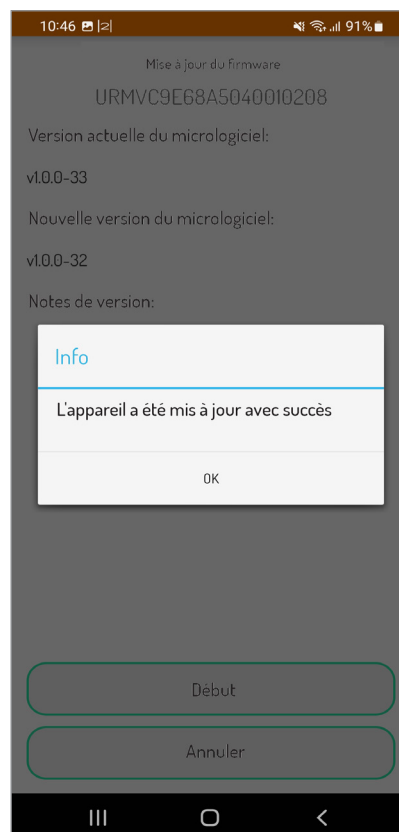 10:46 |2| 91%
Mise à jour du firmware
URMVC9E68A5040010208
Version actuelle du micrologiciel:
v1.0.0-33
Nouvelle version du micrologiciel:
v1.0.0-32
Notes de version:
Info
L'appareil a été mis à jour avec succès
OK
Début
Annuler